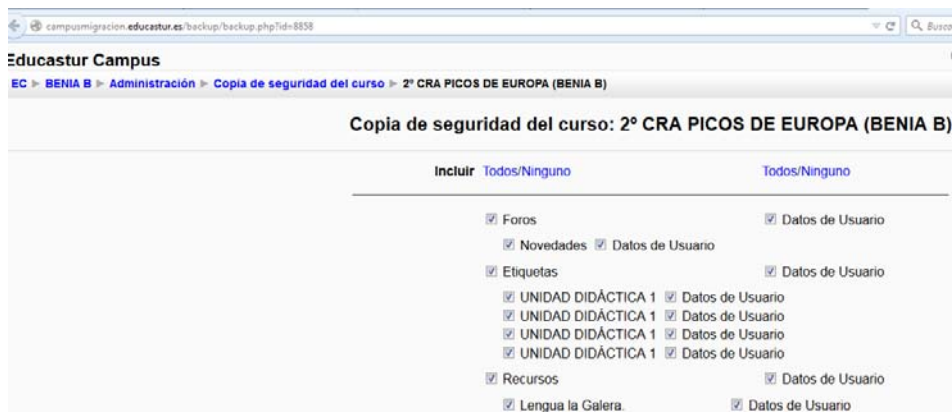 campusmigracion.educastur.es/backup/backup.php?id=8858
Educastur Campus
EC ► BENIA B ► Administración ► Copia de seguridad del curso ► 2º CRA PICOS DE EUROPA (BENIA B)
Copia de seguridad del curso: 2º CRA PICOS DE EUROPA (BENIA B)
Incluir Todos/Ninguno Todos/Ninguno
Foros Datos de Usuario
Novedades Datos de Usuario
Etiquetas Datos de Usuario
UNIDAD DIDÁCTICA 1 Datos de Usuario
UNIDAD DIDÁCTICA 1 Datos de Usuario
UNIDAD DIDÁCTICA 1 Datos de Usuario
UNIDAD DIDÁCTICA 1 Datos de Usuario
Recursos Datos de Usuario
Lengua la Galera. Datos de Usuario